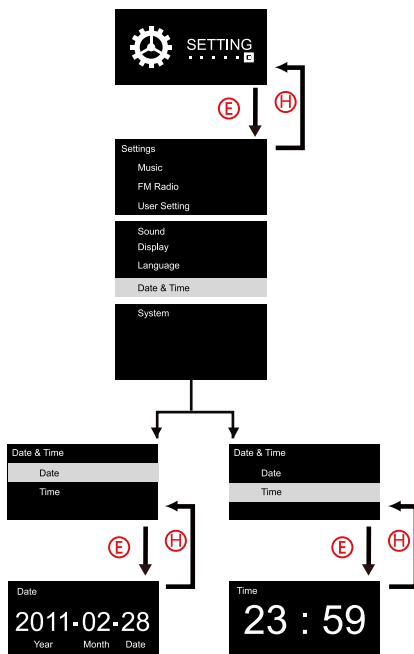 SETTING
C
E
H
Settings
Music
FM Radio
User Setting
Sound
Display
Language
Date & Time
System
Date & Time
Date
Time
E
H
Date
2011-02-28
Year Month Date
Date & Time
Date
Time
E
H
Time
23 : 59